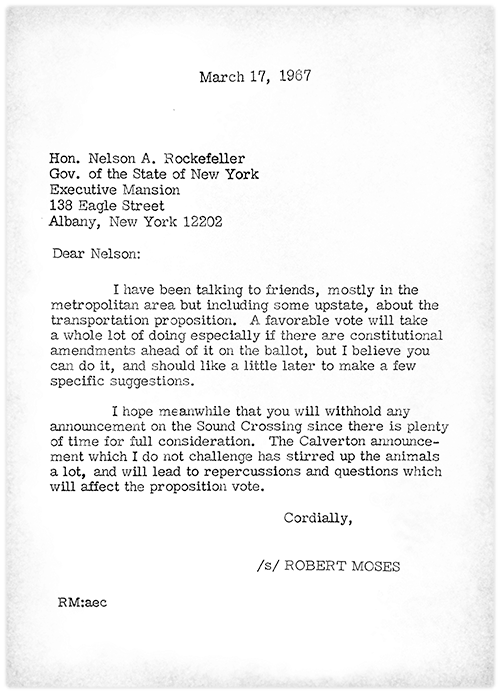 March 17, 1967
Hon. Nelson A. Rockefeller
Gov. of the State of New York
Executive Mansion
138 Eagle Street
Albany, New York 12202
Dear Nelson:
I have been talking to friends, mostly in the
metropolitan area but including some upstate, about the
transportation proposition. A favorable vote will take
a whole lot of doing especially if there are constitutional
amendments ahead of it on the ballot, but I believe you
can do it, and should like a little later to make a few
specific suggestions.
I hope meanwhile that you will withhold any
announcement on the Sound Crossing since there is plenty
of time for full consideration. The Calverton announce-
ment which I do not challenge has stirred up the animals
a lot, and will lead to repercussions and questions which
will affect the proposition vote.
Cordially,
/s/ ROBERT MOSES
RM:aec